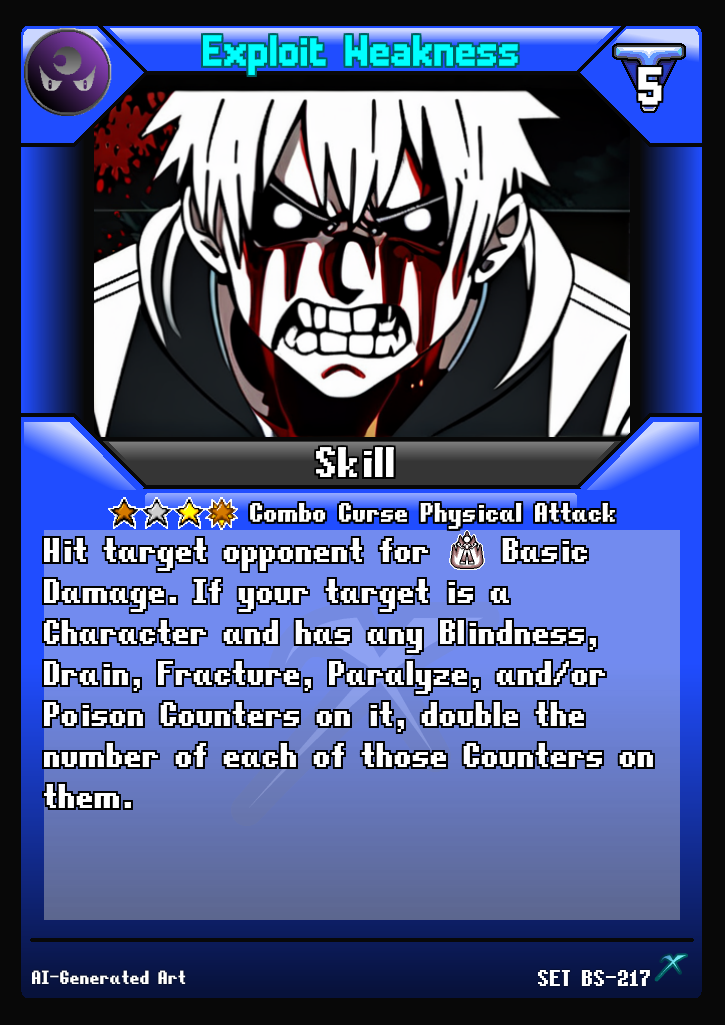 Exploit Weakness
5
Skill
Combo Curse Physical Attack
Hit target opponent for A Basic
Damage. If your target is a
Character and has any Blindness,
Drain, Fracture, Paralyze, and/or
Poison Counters on it, double the
number of each of those Counters on
them.
AI-Generated Art
SET BS-217